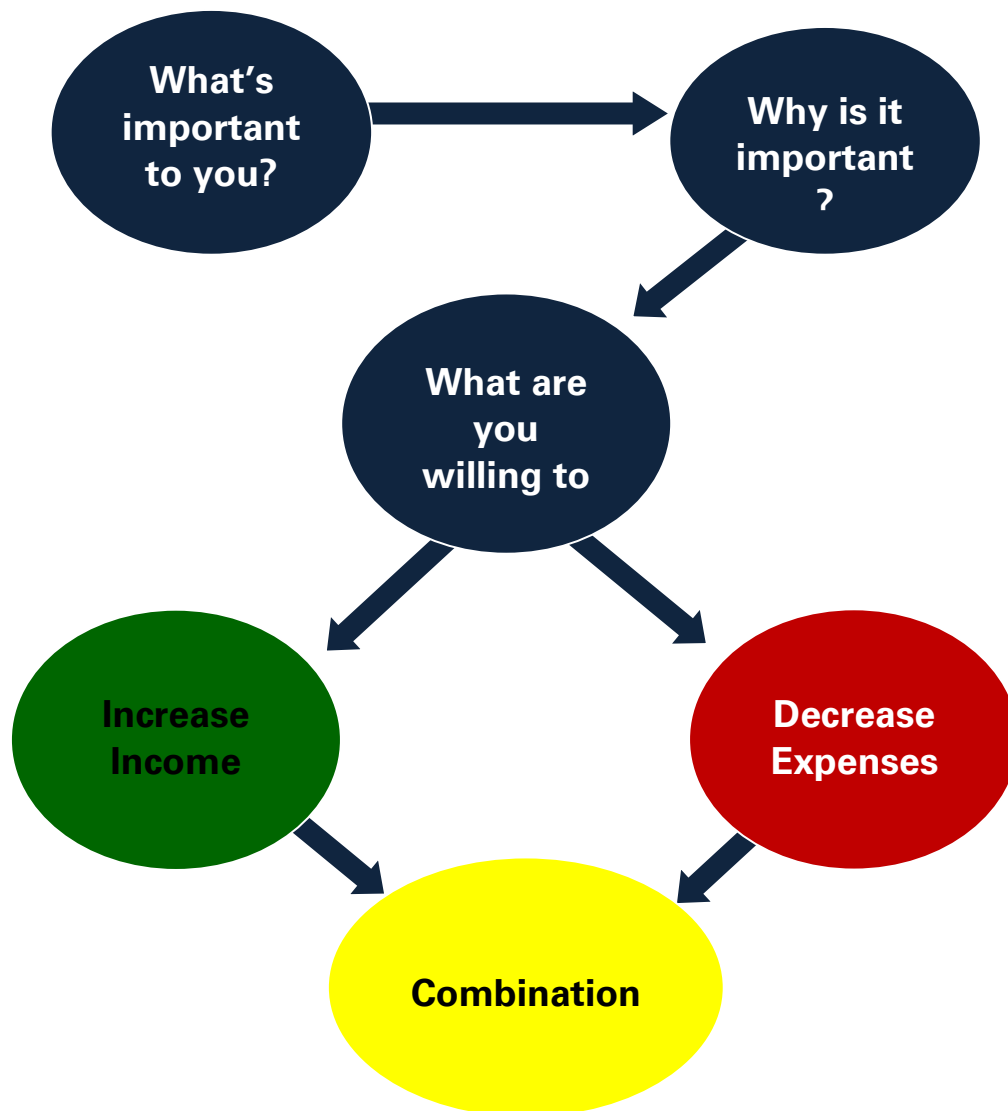 What's
important
to you?
Why is it
important
?
What are
you
willing to
Increase
Income
Decrease
Expenses
Combination